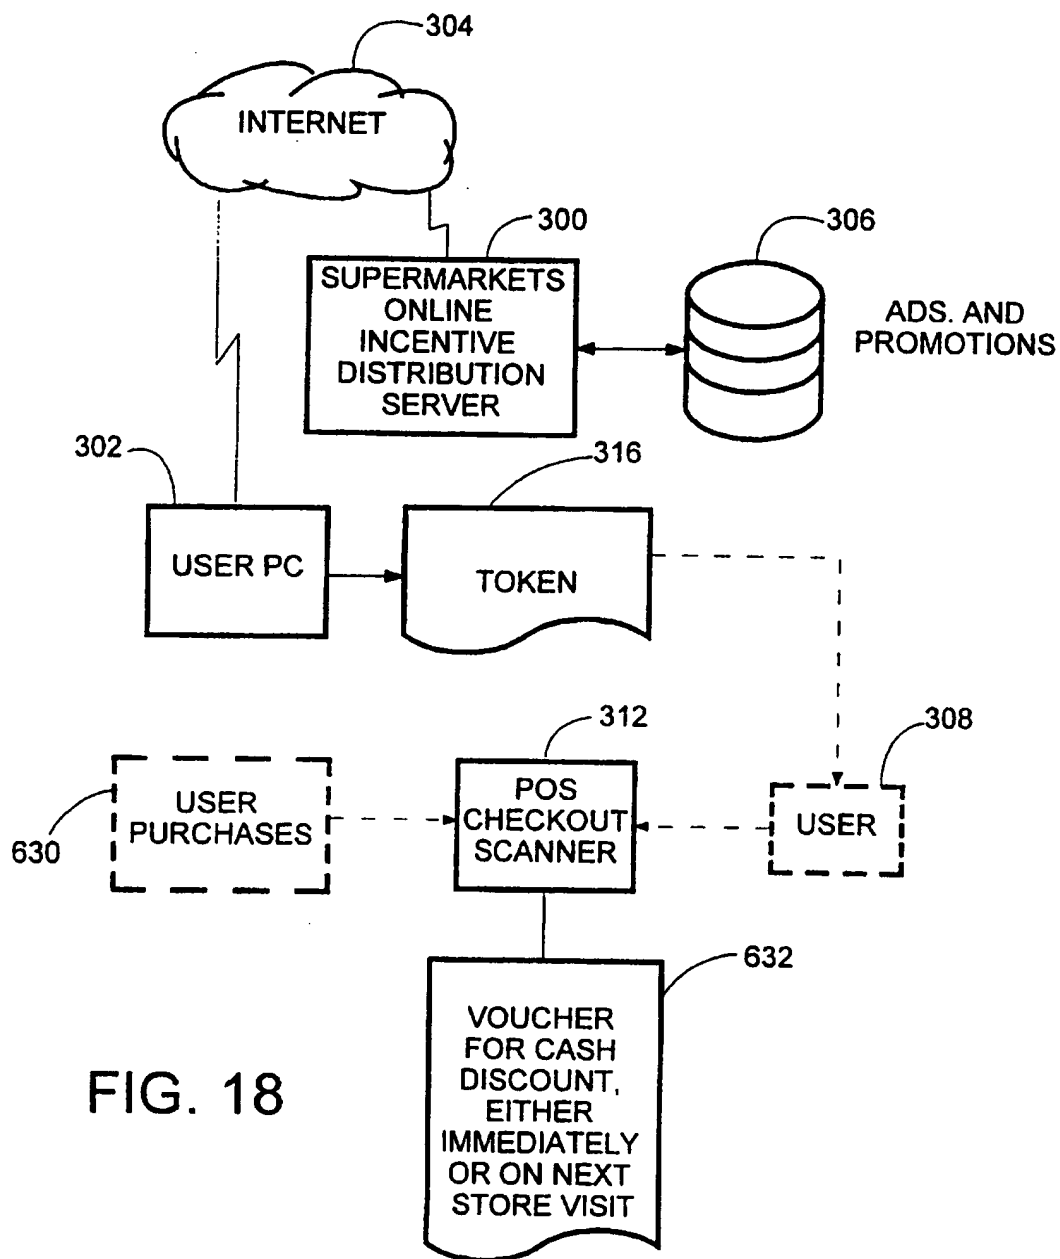 304
INTERNET
300
306
SUPERMARKETS
ONLINE
INCENTIVE
DISTRIBUTION
SERVER
ADS. AND
PROMOTIONS
302
316
USER PC
TOKEN
312
308
USER
PURCHASES
POS
CHECKOUT
SCANNER
USER
630
632
VOUCHER
FOR CASH
DISCOUNT,
EITHER
IMMEDIATELY
OR ON NEXT
STORE VISIT
FIG. 18